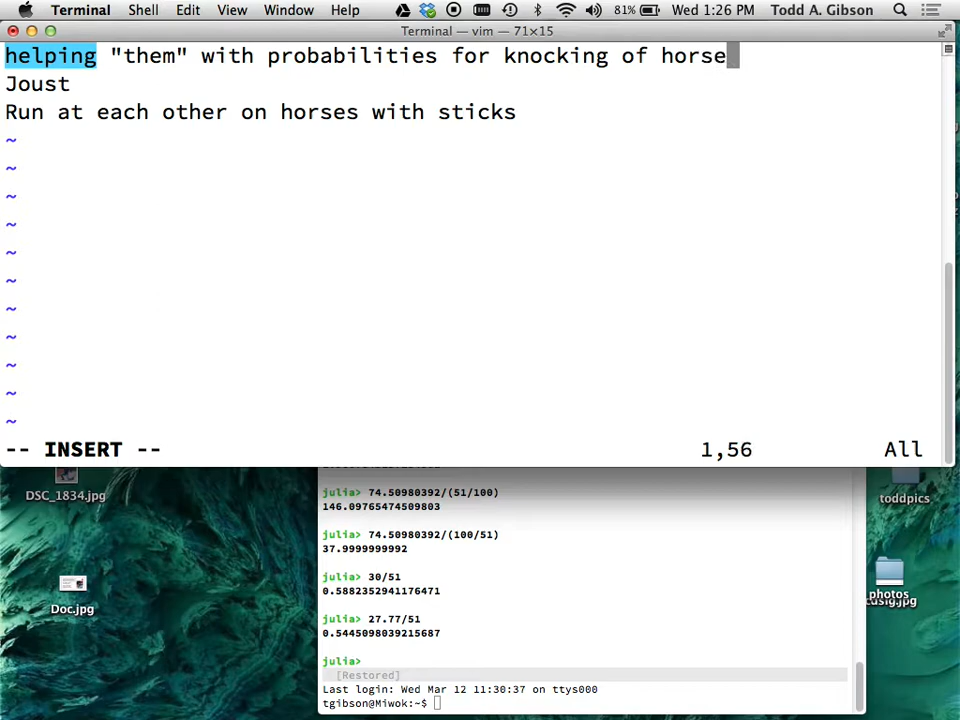 Terminal Shell Edit View Window Help 81% Wed 1:26 PM Todd A. Gibson
Terminal — vim — 71×15
helping "them" with probabilities for knocking of horse
Joust
Run at each other on horses with sticks
~
~
~
~
~
~
~
~
~
~
~
-- INSERT -- 1,56 All
DSC_1834.jpg
toddpics
Doc.jpg
photos
julia> 74.50980392/(51/100)
146.09765474509803
julia> 74.50980392/(100/51)
37.9999999992
julia> 30/51
0.5882352941176471
julia> 27.77/51
0.5445098039215687
julia>
[Restored]
Last login: Wed Mar 12 11:30:37 on ttys000
tgibson@Miwok:~$